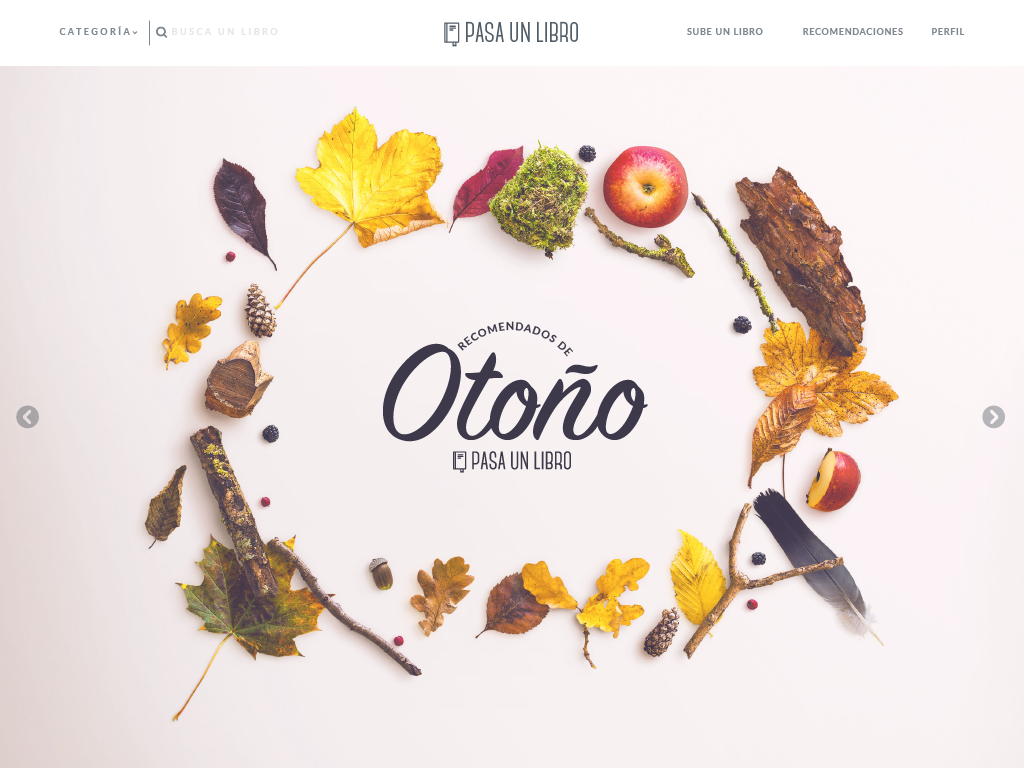 CATEGORÍA
BUSCA UN LIBRO
PASA UN LIBRO
SUBE UN LIBRO
RECOMENDACIONES
PERFIL
RECOMENDADOS DE
Otoño
PASA UN LIBRO